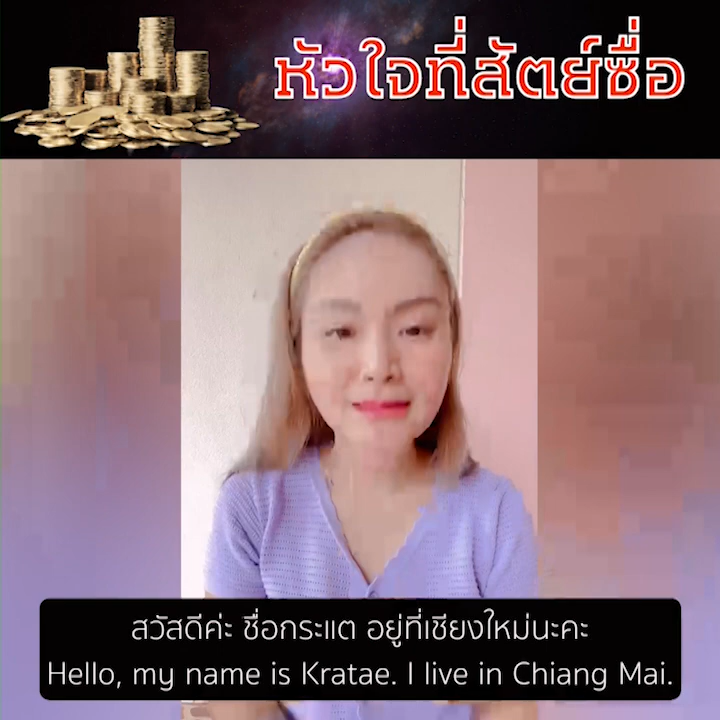 หัวใจที่สัตย์ซื่อ
สวัสดีค่ะ ชื่อกระแต อยู่ที่เชียงใหม่นะคะ
Hello, my name is Kratae. I live in Chiang Mai.